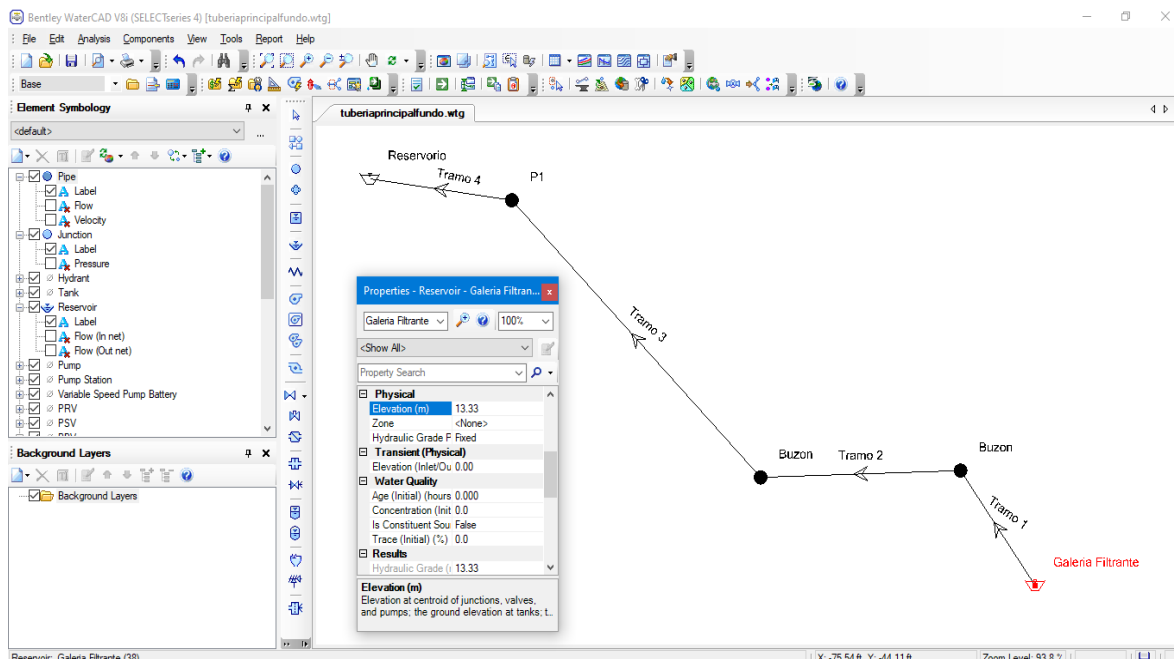 Bentley WaterCAD V8i (SELECTseries 4) [tuberiaprincipalfundo.wtg]
File Edit Analysis Components View Tools Report Help
Base
Element Symbology
<default>
...
Pipe
Label
Flow
Velocity
Junction
Label
Pressure
Hydrant
Tank
Reservoir
Label
Flow (In net)
Flow (Out net)
Pump
Pump Station
Variable Speed Pump Battery
PRV
PSV
PBV
Background Layers
Background Layers
tuberiaprincipalfundo.wtg
Reservorio
Tramo 4
P1
Tramo 3
Buzon
Tramo 2
Buzon
Tramo 1
Galeria Filtrante
Properties - Reservoir - Galeria Filtran...
Galeria Filtrante
100%
<Show All>
Property Search
Physical
Elevation (m) 13.33
Zone <None>
Hydraulic Grade P Fixed
Transient (Physical)
Elevation (Inlet/Ou 0.00
Water Quality
Age (Initial) (hours 0.000
Concentration (Init 0.0
Is Constituent Sou False
Trace (Initial) (%) 0.0
Results
Hydraulic Grade (r 13.33
Elevation (m)
Elevation at centroid of junctions, valves,
and pumps; the ground elevation at tanks; t...
Reservoir: Galeria Filtrante (38)
X: -75.54 ft, Y: -44.11 ft
Zoom Level: 93.8 %